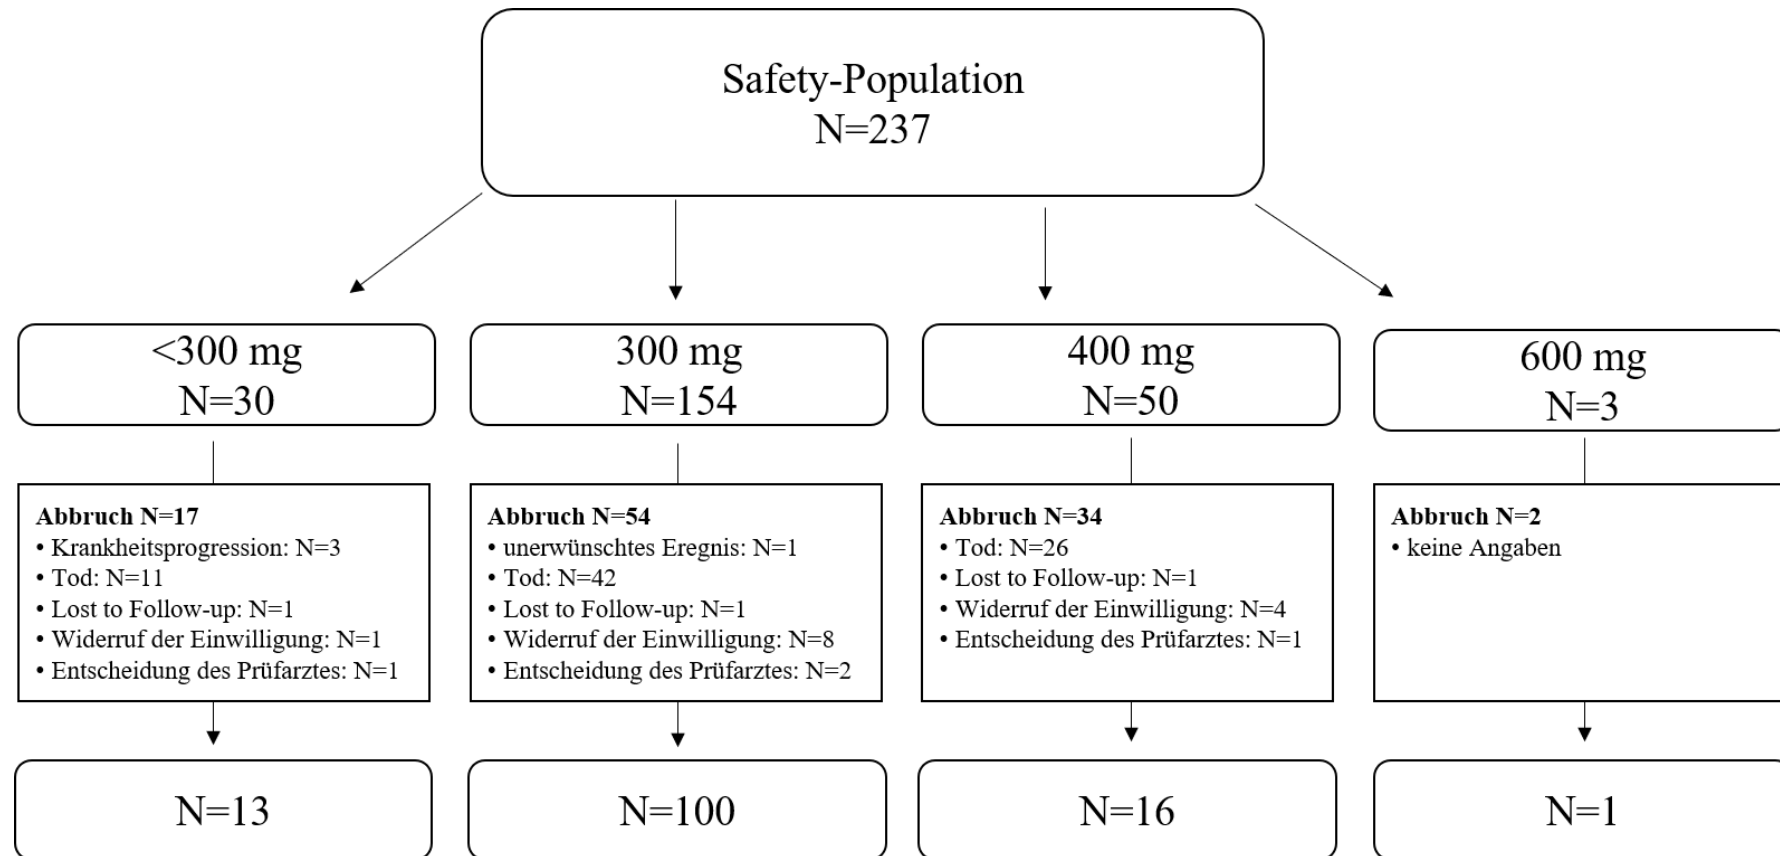 Safety-Population
N=237
<300 mg
N=30
300 mg
N=154
400 mg
N=50
600 mg
N=3
Abbruch N=17
• Krankheitsprogression: N=3
• Tod: N=11
• Lost to Follow-up: N=1
• Widerruf der Einwilligung: N=1
• Entscheidung des Prüfarztes: N=1
Abbruch N=54
• unerwünschtes Eregnis: N=1
• Tod: N=42
• Lost to Follow-up: N=1
• Widerruf der Einwilligung: N=8
• Entscheidung des Prüfarztes: N=2
Abbruch N=34
• Tod: N=26
• Lost to Follow-up: N=1
• Widerruf der Einwilligung: N=4
• Entscheidung des Prüfarztes: N=1
Abbruch N=2
• keine Angaben
N=13
N=100
N=16
N=1